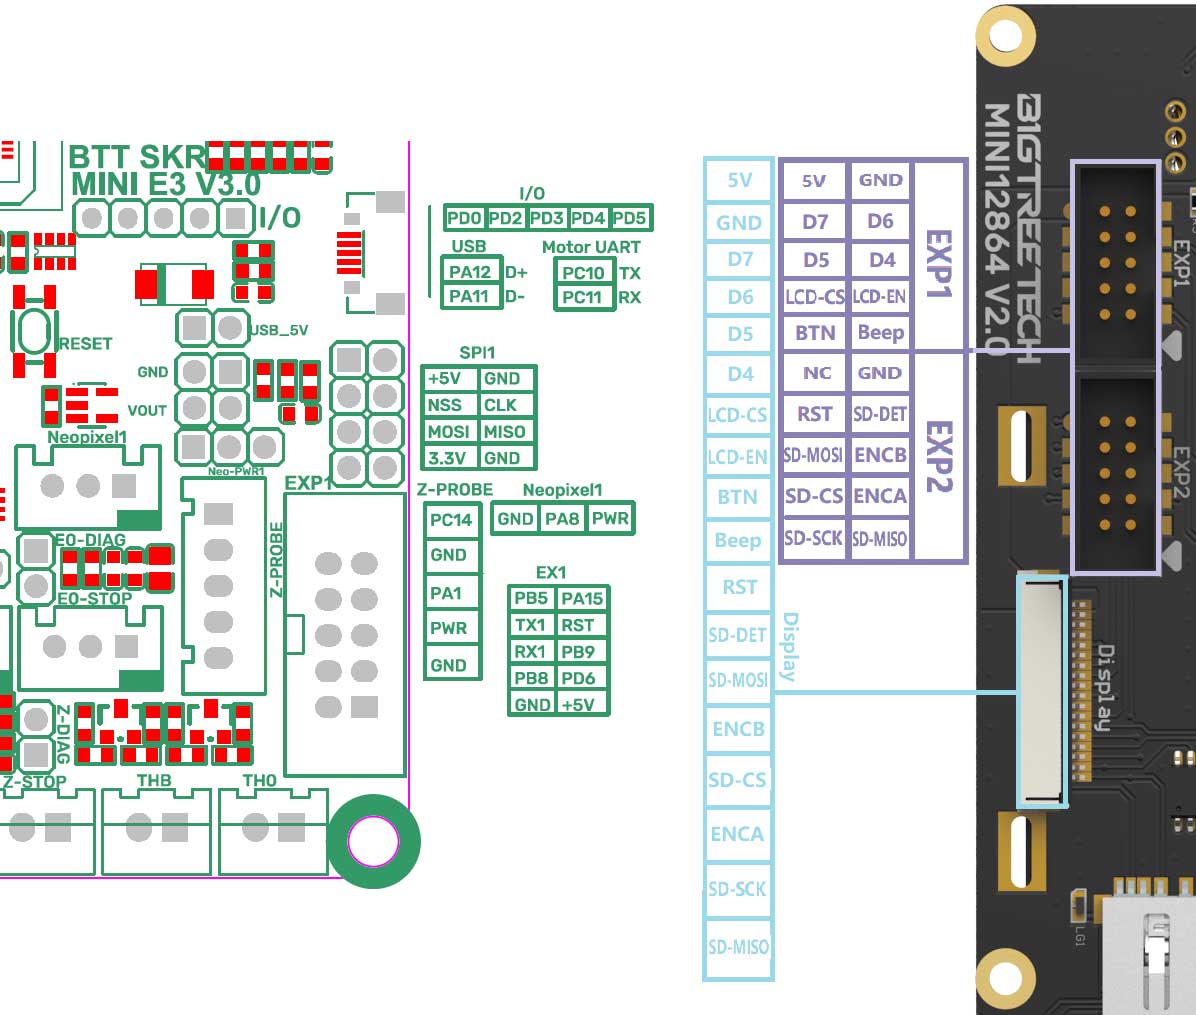 BTT SKR
MINI E3 V3.0
I/O
USB_5V
RESET
GND
VOUT
Neopixel1
Neo-PWR1
EXP1
E0-DIAG
E0-STOP
Z-PROBE
Z-DIAG
Z-STOP
THB
TH0
I/O
PD0 PD2 PD3 PD4 PD5
USB
PA12 D+
PA11 D-
Motor UART
PC10 TX
PC11 RX
SPI1
+5V GND
NSS CLK
MOSI MISO
3.3V GND
Z-PROBE
PC14
GND
PA1
PWR
GND
Neopixel1
GND PA8 PWR
EX1
PB5 PA15
TX1 RST
RX1 PB9
PB8 PD6
GND +5V
5V
GND
D7
D6
D5
D4
LCD-CS
LCD-EN
BTN
Beep
RST
SD-DET
SD-MOSI
ENCB
SD-CS
ENCA
SD-SCK
SD-MISO
Display
5V GND
D7 D6
D5 D4
LCD-CS LCD-EN
BTN Beep
EXP1
NC GND
RST SD-DET
SD-MOSI ENCB
SD-CS ENCA
SD-SCK SD-MISO
EXP2
BIGTREETECH
MINI12864 V2.0
EXP1
EXP2
Display
LG1